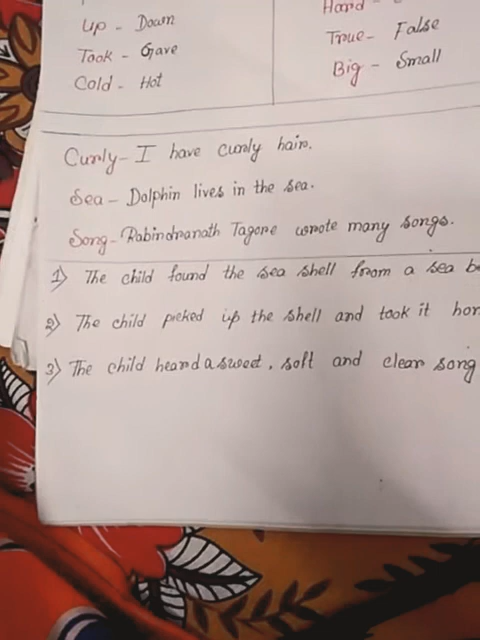 Up - Down
Took - Gave
Cold - Hot
Hard -
True - False
Big - Small
Curly - I have curly hair.
Sea - Dolphin lives in the sea.
Song - Rabindranath Tagore wrote many songs.
1) The child found the sea shell from a sea
2) The child picked up the shell and took it
3) The child heard a sweet, soft and clear song